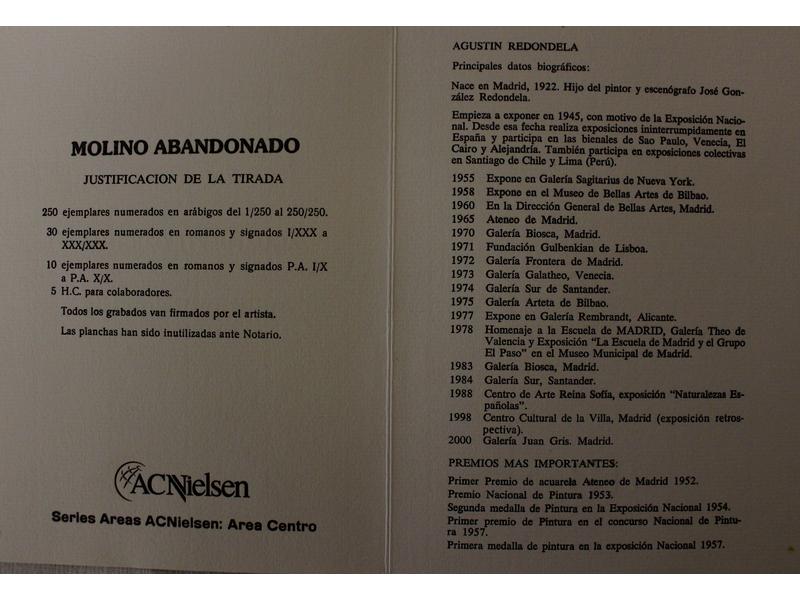 MOLINO ABANDONADO
JUSTIFICACION DE LA TIRADA
250 ejemplares numerados en arábigos del 1/250 al 250/250.
30 ejemplares numerados en romanos y signados I/XXX a
XXX/XXX.
10 ejemplares numerados en romanos y signados P.A. I/X
a P.A. X/X.
5 H.C. para colaboradores.
Todos los grabados van firmados por el artista.
Las planchas han sido inutilizadas ante Notario.
ACNielsen
Series Areas ACNielsen: Area Centro
AGUSTIN REDONDELA
Principales datos biográficos:
Nace en Madrid, 1922. Hijo del pintor y escenógrafo José Gon-
zález Redondela.
Empieza a exponer en 1945, con motivo de la Exposición Nacio-
nal. Desde esa fecha realiza exposiciones ininterrumpidamente en
España y participa en las bienales de Sao Paulo, Venecia, El
Cairo y Alejandría. También participa en exposiciones colectivas
en Santiago de Chile y Lima (Perú).
1955 Expone en Galería Sagitarius de Nueva York.
1958 Expone en el Museo de Bellas Artes de Bilbao.
1960 En la Dirección General de Bellas Artes, Madrid.
1965 Ateneo de Madrid.
1970 Galería Biosca, Madrid.
1971 Fundación Gulbenkian de Lisboa.
1972 Galería Frontera de Madrid.
1973 Galería Galatheo, Venecia.
1974 Galería Sur de Santander.
1975 Galería Arteta de Bilbao.
1977 Expone en Galería Rembrandt, Alicante.
1978 Homenaje a la Escuela de MADRID, Galería Theo de
Valencia y Exposición “La Escuela de Madrid y el Grupo
El Paso” en el Museo Municipal de Madrid.
1983 Galería Biosca, Madrid.
1984 Galería Sur, Santander.
1988 Centro de Arte Reina Sofía, exposición “Naturalezas Es-
pañolas”.
1998 Centro Cultural de la Villa, Madrid (exposición retros-
pectiva).
2000 Galería Juan Gris. Madrid.
PREMIOS MAS IMPORTANTES:
Primer Premio de acuarela Ateneo de Madrid 1952.
Premio Nacional de Pintura 1953.
Segunda medalla de Pintura en la Exposición Nacional 1954.
Primer premio de Pintura en el concurso Nacional de Pintu-
ra 1957.
Primera medalla de pintura en la exposición Nacional 1957.